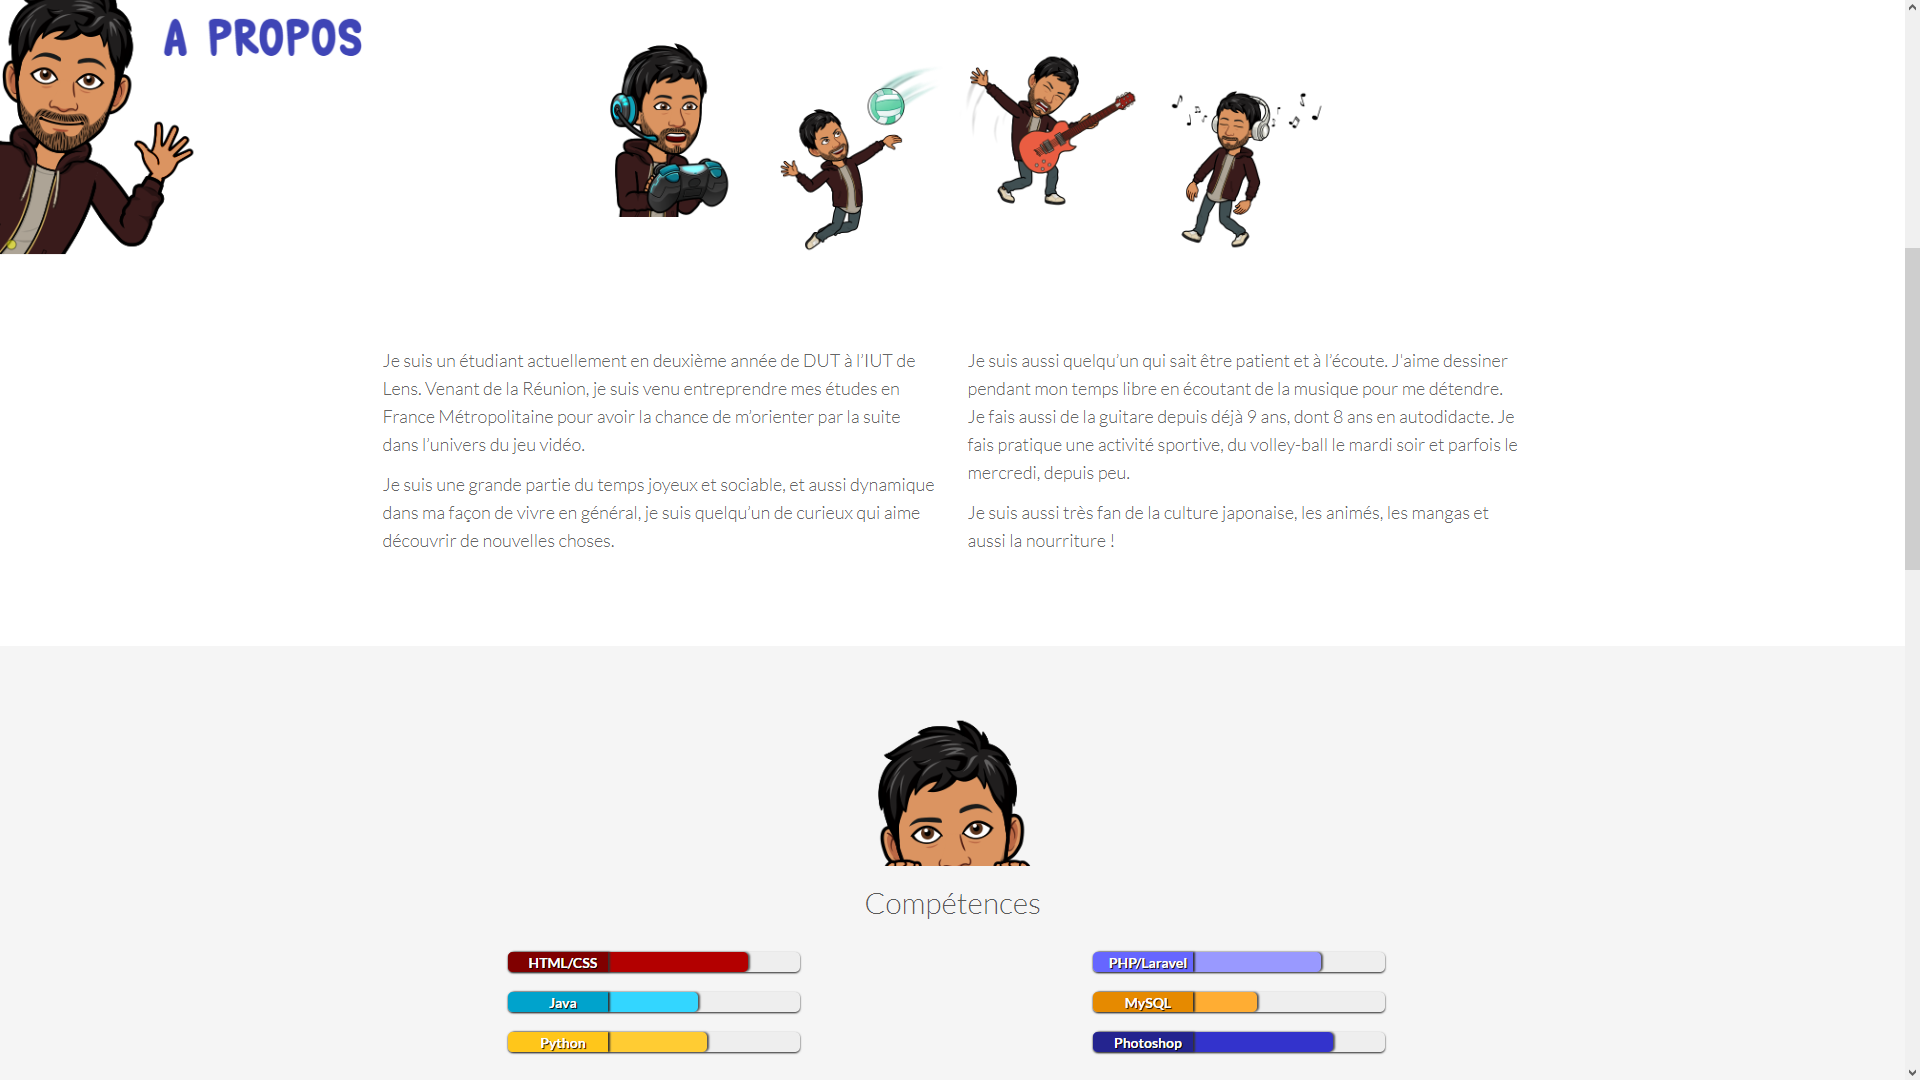 A PROPOS
Je suis un étudiant actuellement en deuxième année de DUT à l’IUT de
Lens. Venant de la Réunion, je suis venu entreprendre mes études en
France Métropolitaine pour avoir la chance de m’orienter par la suite
dans l’univers du jeu vidéo.
Je suis une grande partie du temps joyeux et sociable, et aussi dynamique
dans ma façon de vivre en général, je suis quelqu’un de curieux qui aime
découvrir de nouvelles choses.
Je suis aussi quelqu’un qui sait être patient et à l’écoute. J’aime dessiner
pendant mon temps libre en écoutant de la musique pour me détendre.
Je fais aussi de la guitare depuis déjà 9 ans, dont 8 ans en autodidacte. Je
fais pratique une activité sportive, du volley-ball le mardi soir et parfois le
mercredi, depuis peu.
Je suis aussi très fan de la culture japonaise, les animés, les mangas et
aussi la nourriture !
Compétences
HTML/CSS
Java
Python
PHP/Laravel
MySQL
Photoshop